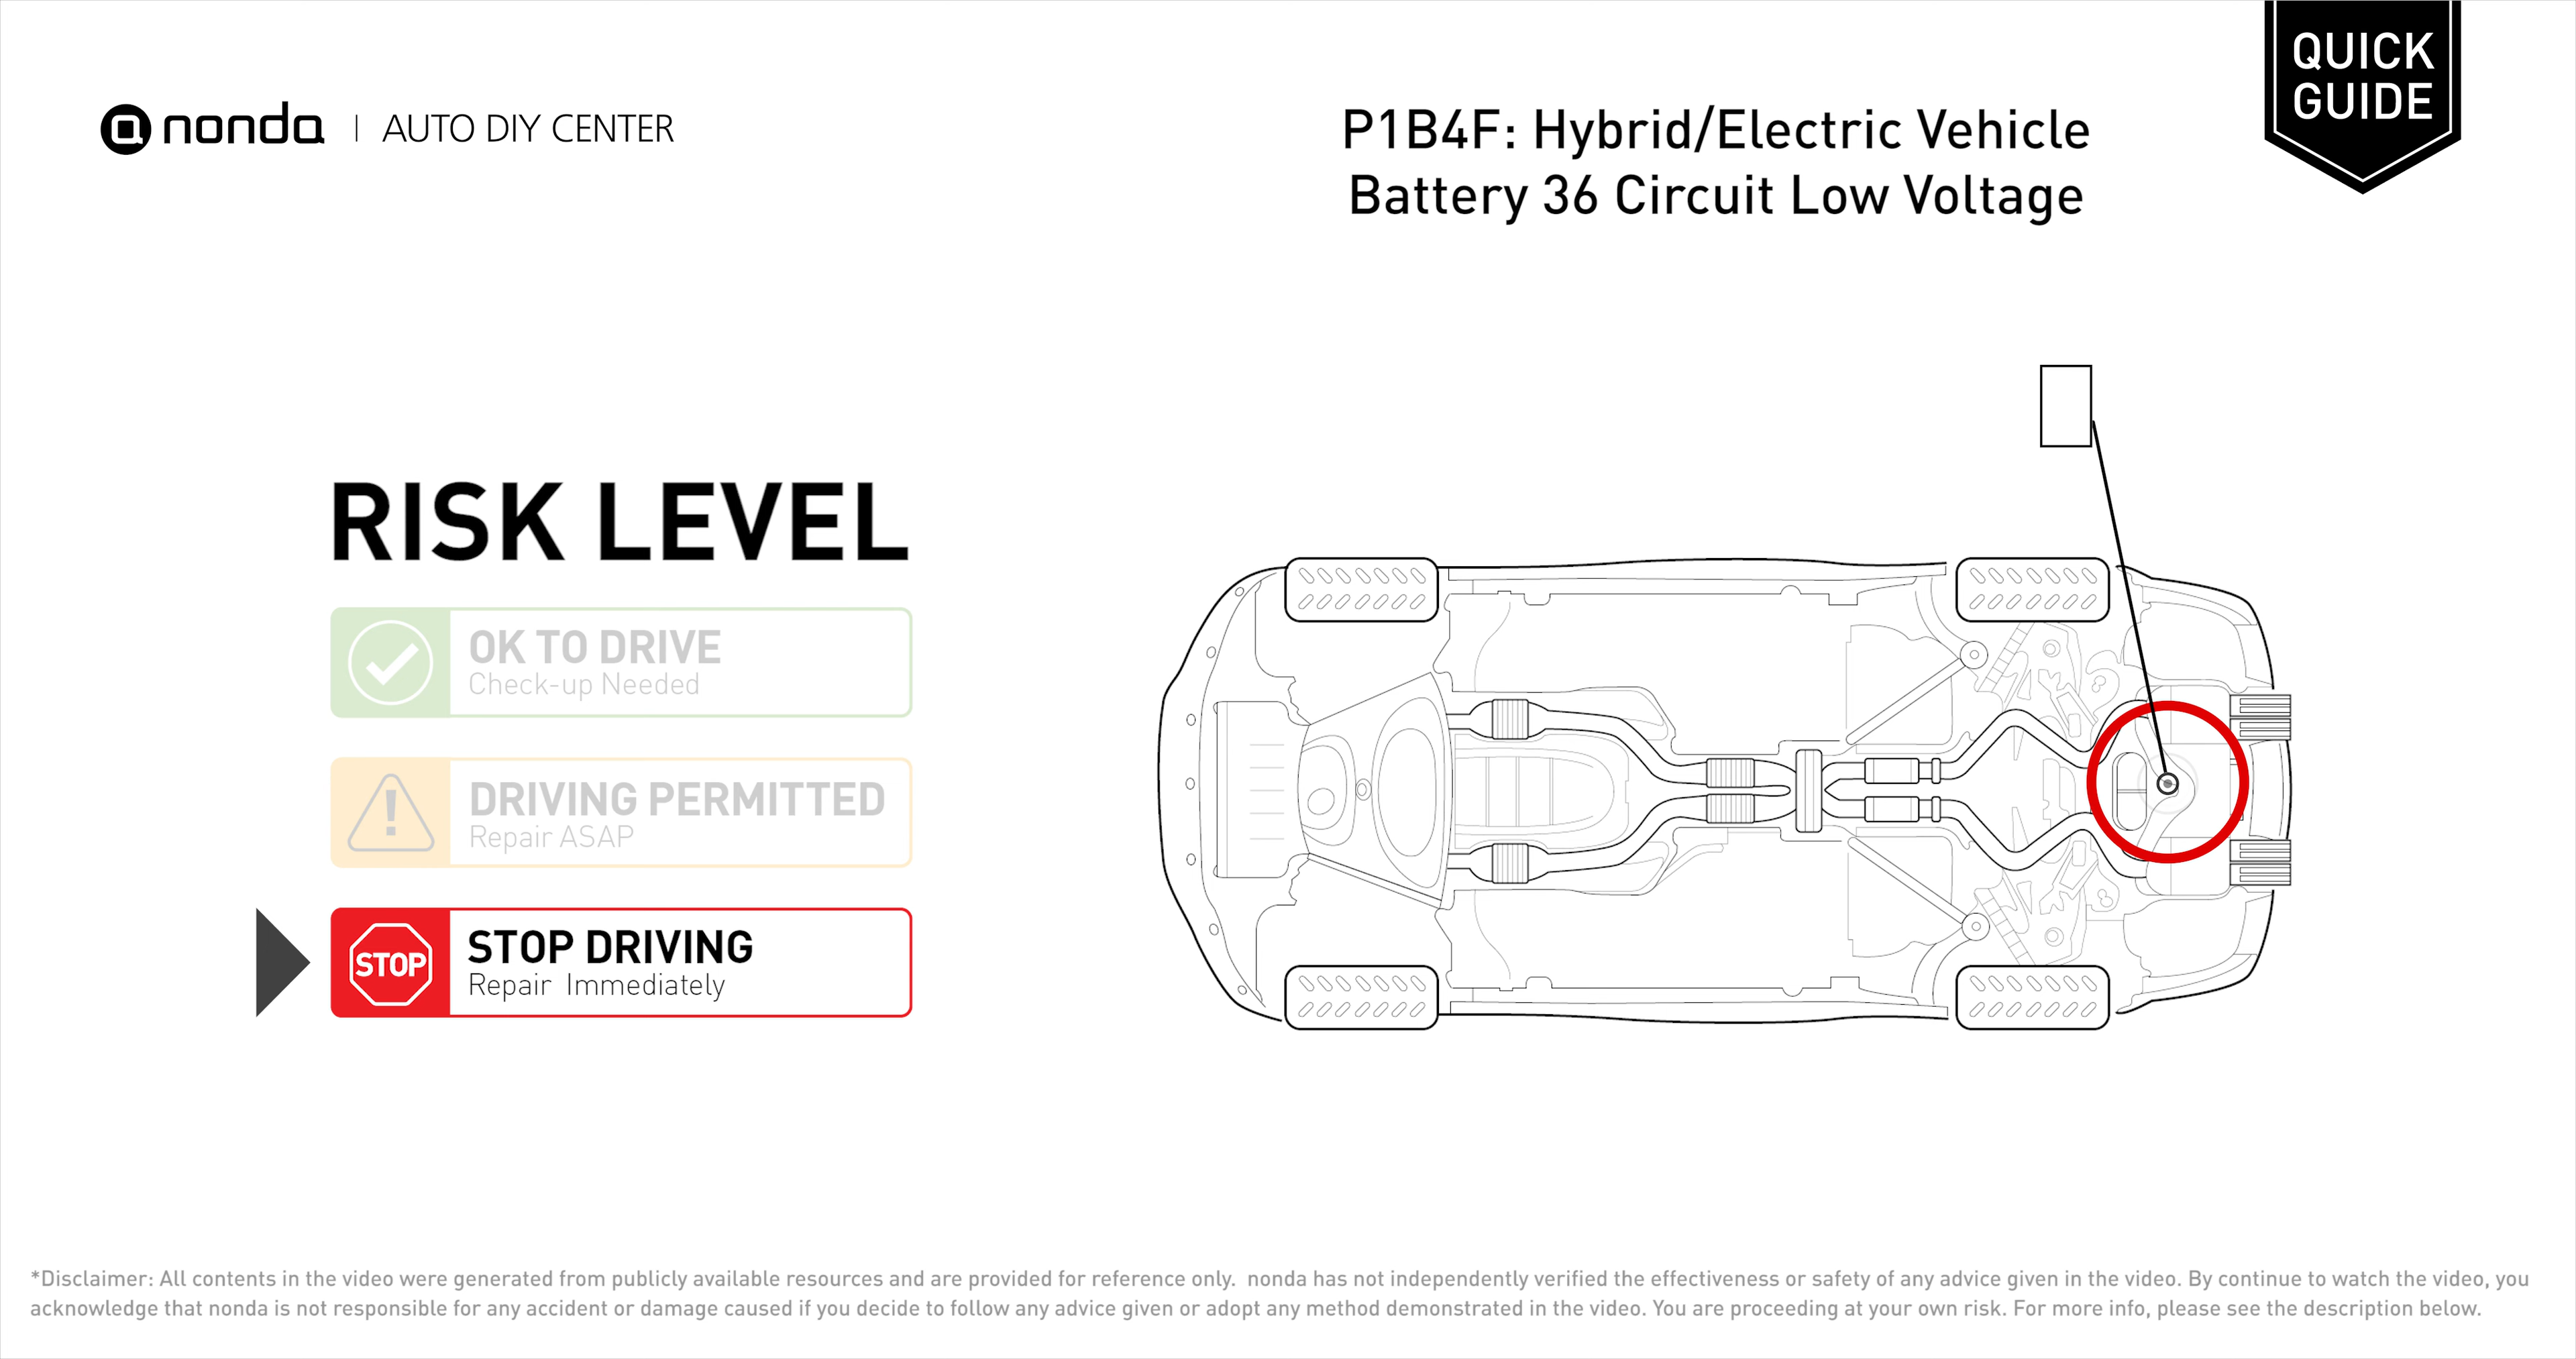 nonda | AUTO DIY CENTER
P1B4F: Hybrid/Electric Vehicle
Battery 36 Circuit Low Voltage
QUICK
GUIDE
RISK LEVEL
OK TO DRIVE
Check-up Needed
DRIVING PERMITTED
Repair ASAP
STOP
STOP DRIVING
Repair Immediately
*Disclaimer: All contents in the video were generated from publicly available resources and are provided for reference only. nonda has not independently verified the effectiveness or safety of any advice given in the video. By continue to watch the video, you
acknowledge that nonda is not responsible for any accident or damage caused if you decide to follow any advice given or adopt any method demonstrated in the video. You are proceeding at your own risk. For more info, please see the description below.